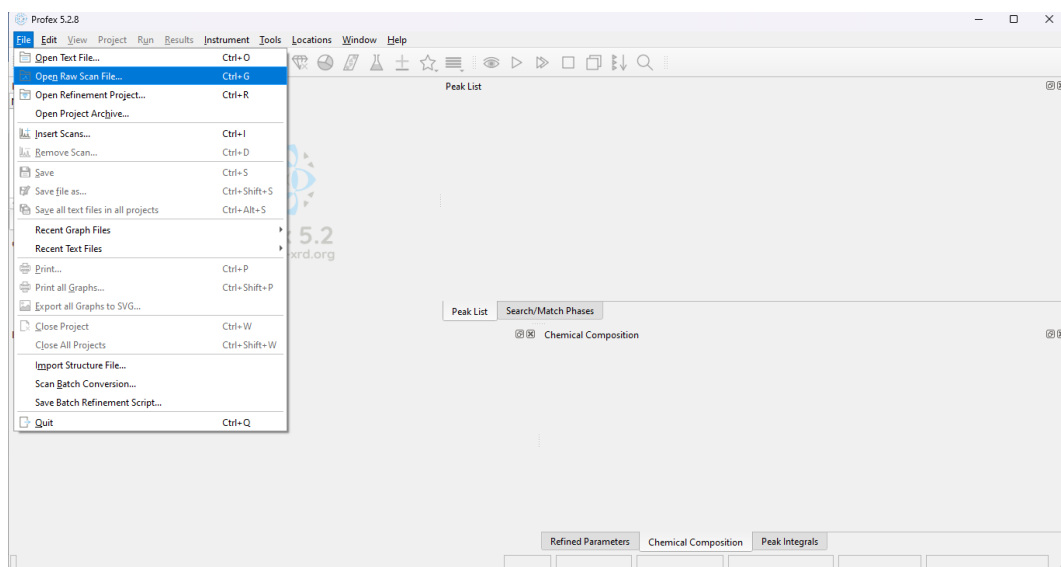 Profex 5.2.8
File Edit View Project Run Results Instrument Tools Locations Window Help
Open Text File... Ctrl+O
Open Raw Scan File... Ctrl+G
Open Refinement Project... Ctrl+R
Open Project Archive...
Insert Scans... Ctrl+I
Remove Scan... Ctrl+D
Save Ctrl+S
Save file as... Ctrl+Shift+S
Save all text files in all projects Ctrl+Alt+S
Recent Graph Files
Recent Text Files
Print... Ctrl+P
Print all Graphs... Ctrl+Shift+P
Export all Graphs to SVG...
Close Project Ctrl+W
Close All Projects Ctrl+Shift+W
Import Structure File...
Scan Batch Conversion...
Save Batch Refinement Script...
Quit Ctrl+Q
5.2
xrd.org
Peak List
Peak List Search/Match Phases
Chemical Composition
Refined Parameters Chemical Composition Peak Integrals